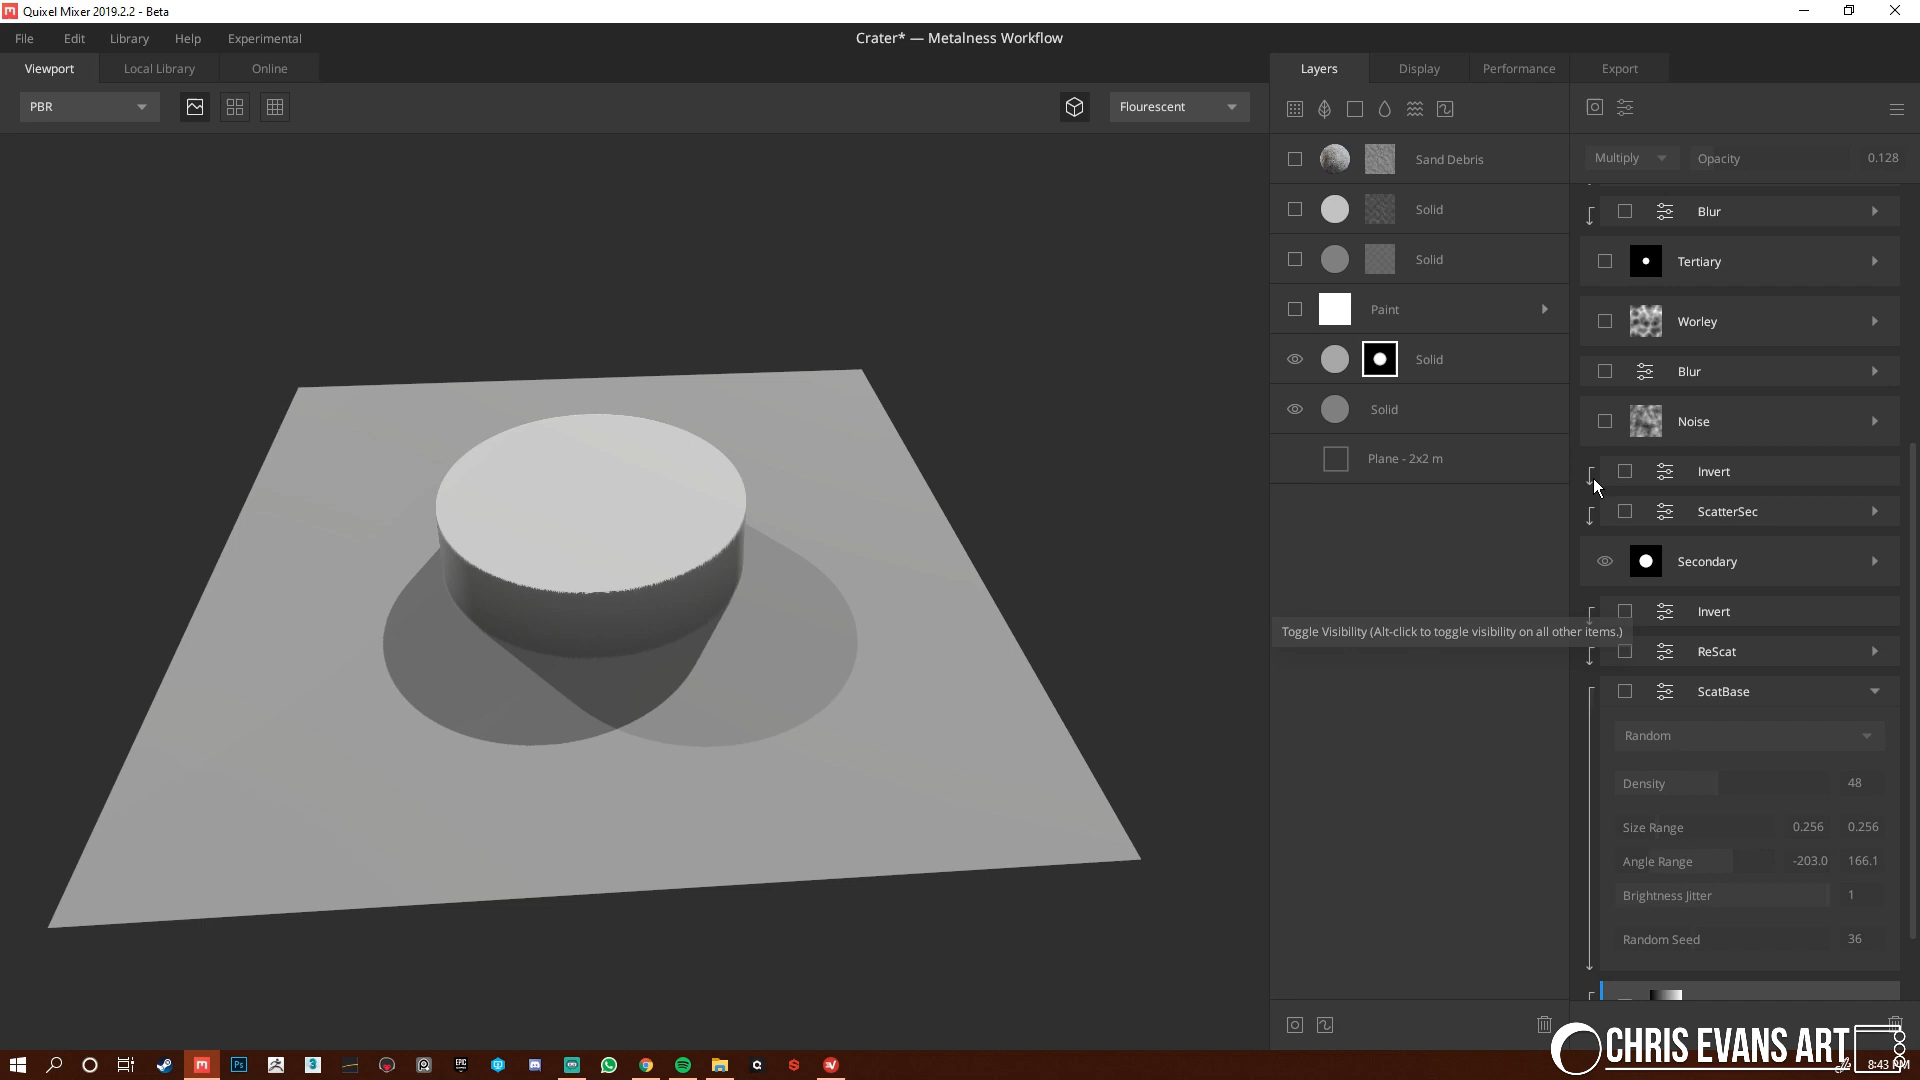 Quixel Mixer 2019.2.2 - Beta
File Edit Library Help Experimental
Crater* — Metalness Workflow
Viewport Local Library Online
Layers Display Performance Export
PBR
Flourescent
Multiply Opacity 0.128
Sand Debris
Solid
Solid
Paint
Solid
Solid
Plane - 2x2 m
Blur
Tertiary
Worley
Blur
Noise
Invert
ScatterSec
Secondary
Invert
Toggle Visibility (Alt-click to toggle visibility on all other items.)
ReScat
ScatBase
Random
Density 48
Size Range 0.256 0.256
Angle Range -203.0 166.1
Brightness Jitter 1
Random Seed 36
CHRIS EVANS ART
8:43 PM